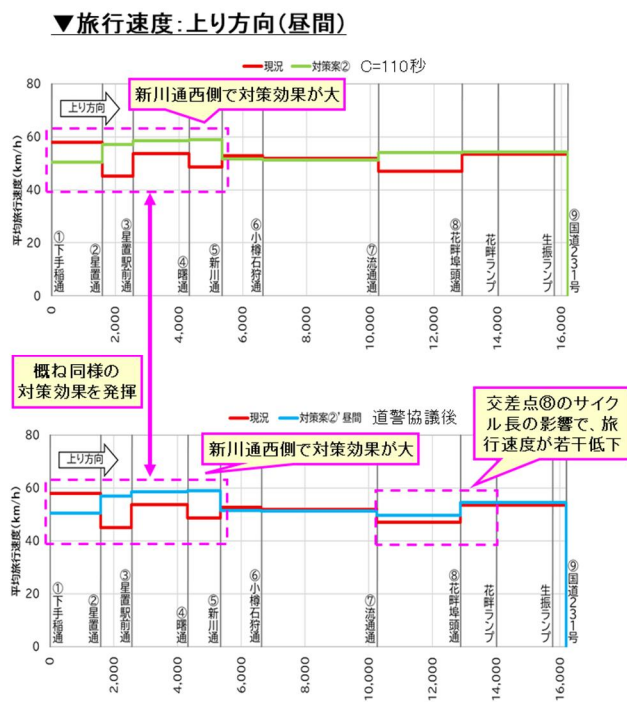 ▼旅行速度：上り方向（昼間）
現況 対策案② C=110秒
新川通西側で対策効果が大
上り方向
平均旅行速度(km/h)
80
60
40
20
0
①下手稲通
②星置通
③星置駅前通
④曙通
⑤新川通
⑥小樽石狩通
⑦流通通
⑧花畔埠頭通
花畔ランプ
生振ランプ
⑨国道231号
0
2,000
4,000
6,000
8,000
10,000
12,000
14,000
16,000
概ね同様の
対策効果を発揮
交差点⑧のサイク
ル長の影響で、旅
行速度が若干低下
現況 対策案②’昼間 道警協議後
新川通西側で対策効果が大
上り方向
平均旅行速度(km/h)
80
60
40
20
0
①下手稲通
②星置通
③星置駅前通
④曙通
⑤新川通
⑥小樽石狩通
⑦流通通
⑧花畔埠頭通
花畔ランプ
生振ランプ
⑨国道231号
0
2,000
4,000
6,000
8,000
10,000
12,000
14,000
16,000